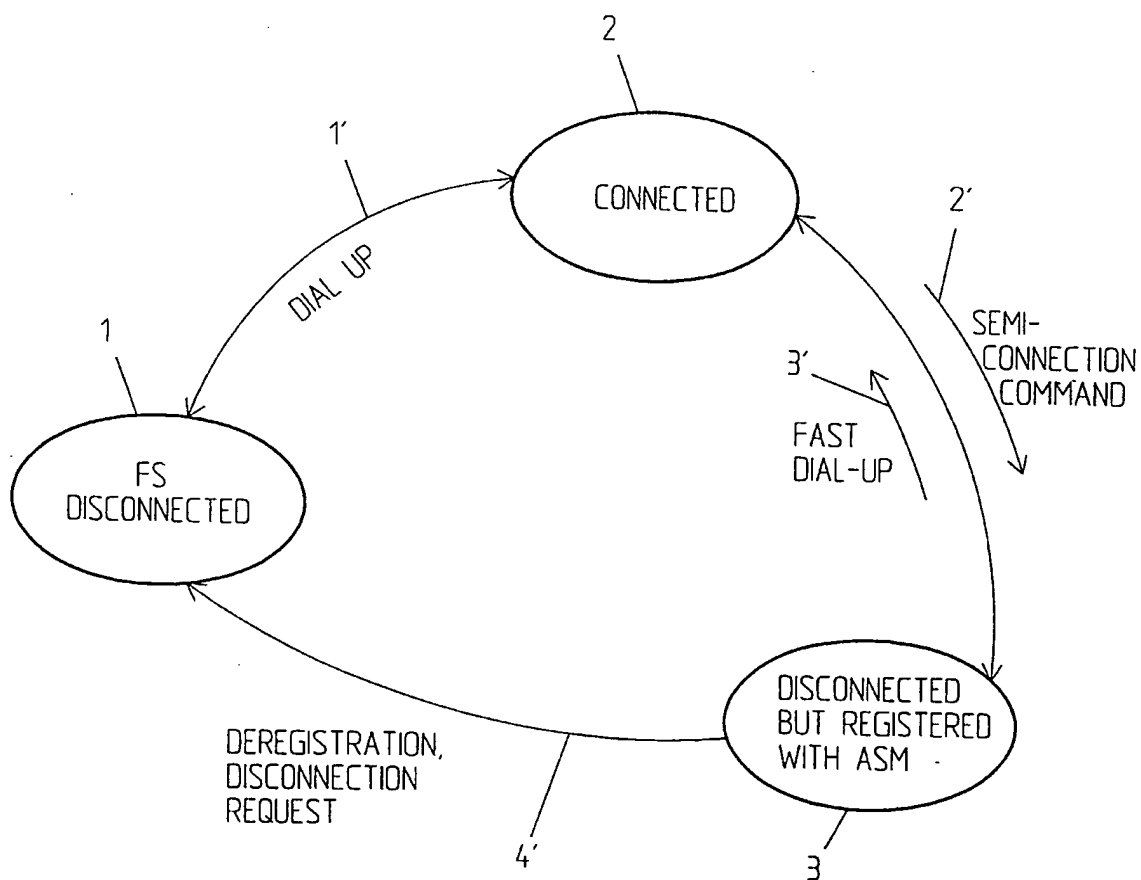 2
1'
CONNECTED
2'
DIAL UP
SEMI-
CONNECTION
COMMAND
1
3'
FAST
DIAL-UP
FS
DISCONNECTED
DISCONNECTED
BUT REGISTERED
WITH ASM
DEREGISTRATION,
DISCONNECTION
REQUEST
4'
3